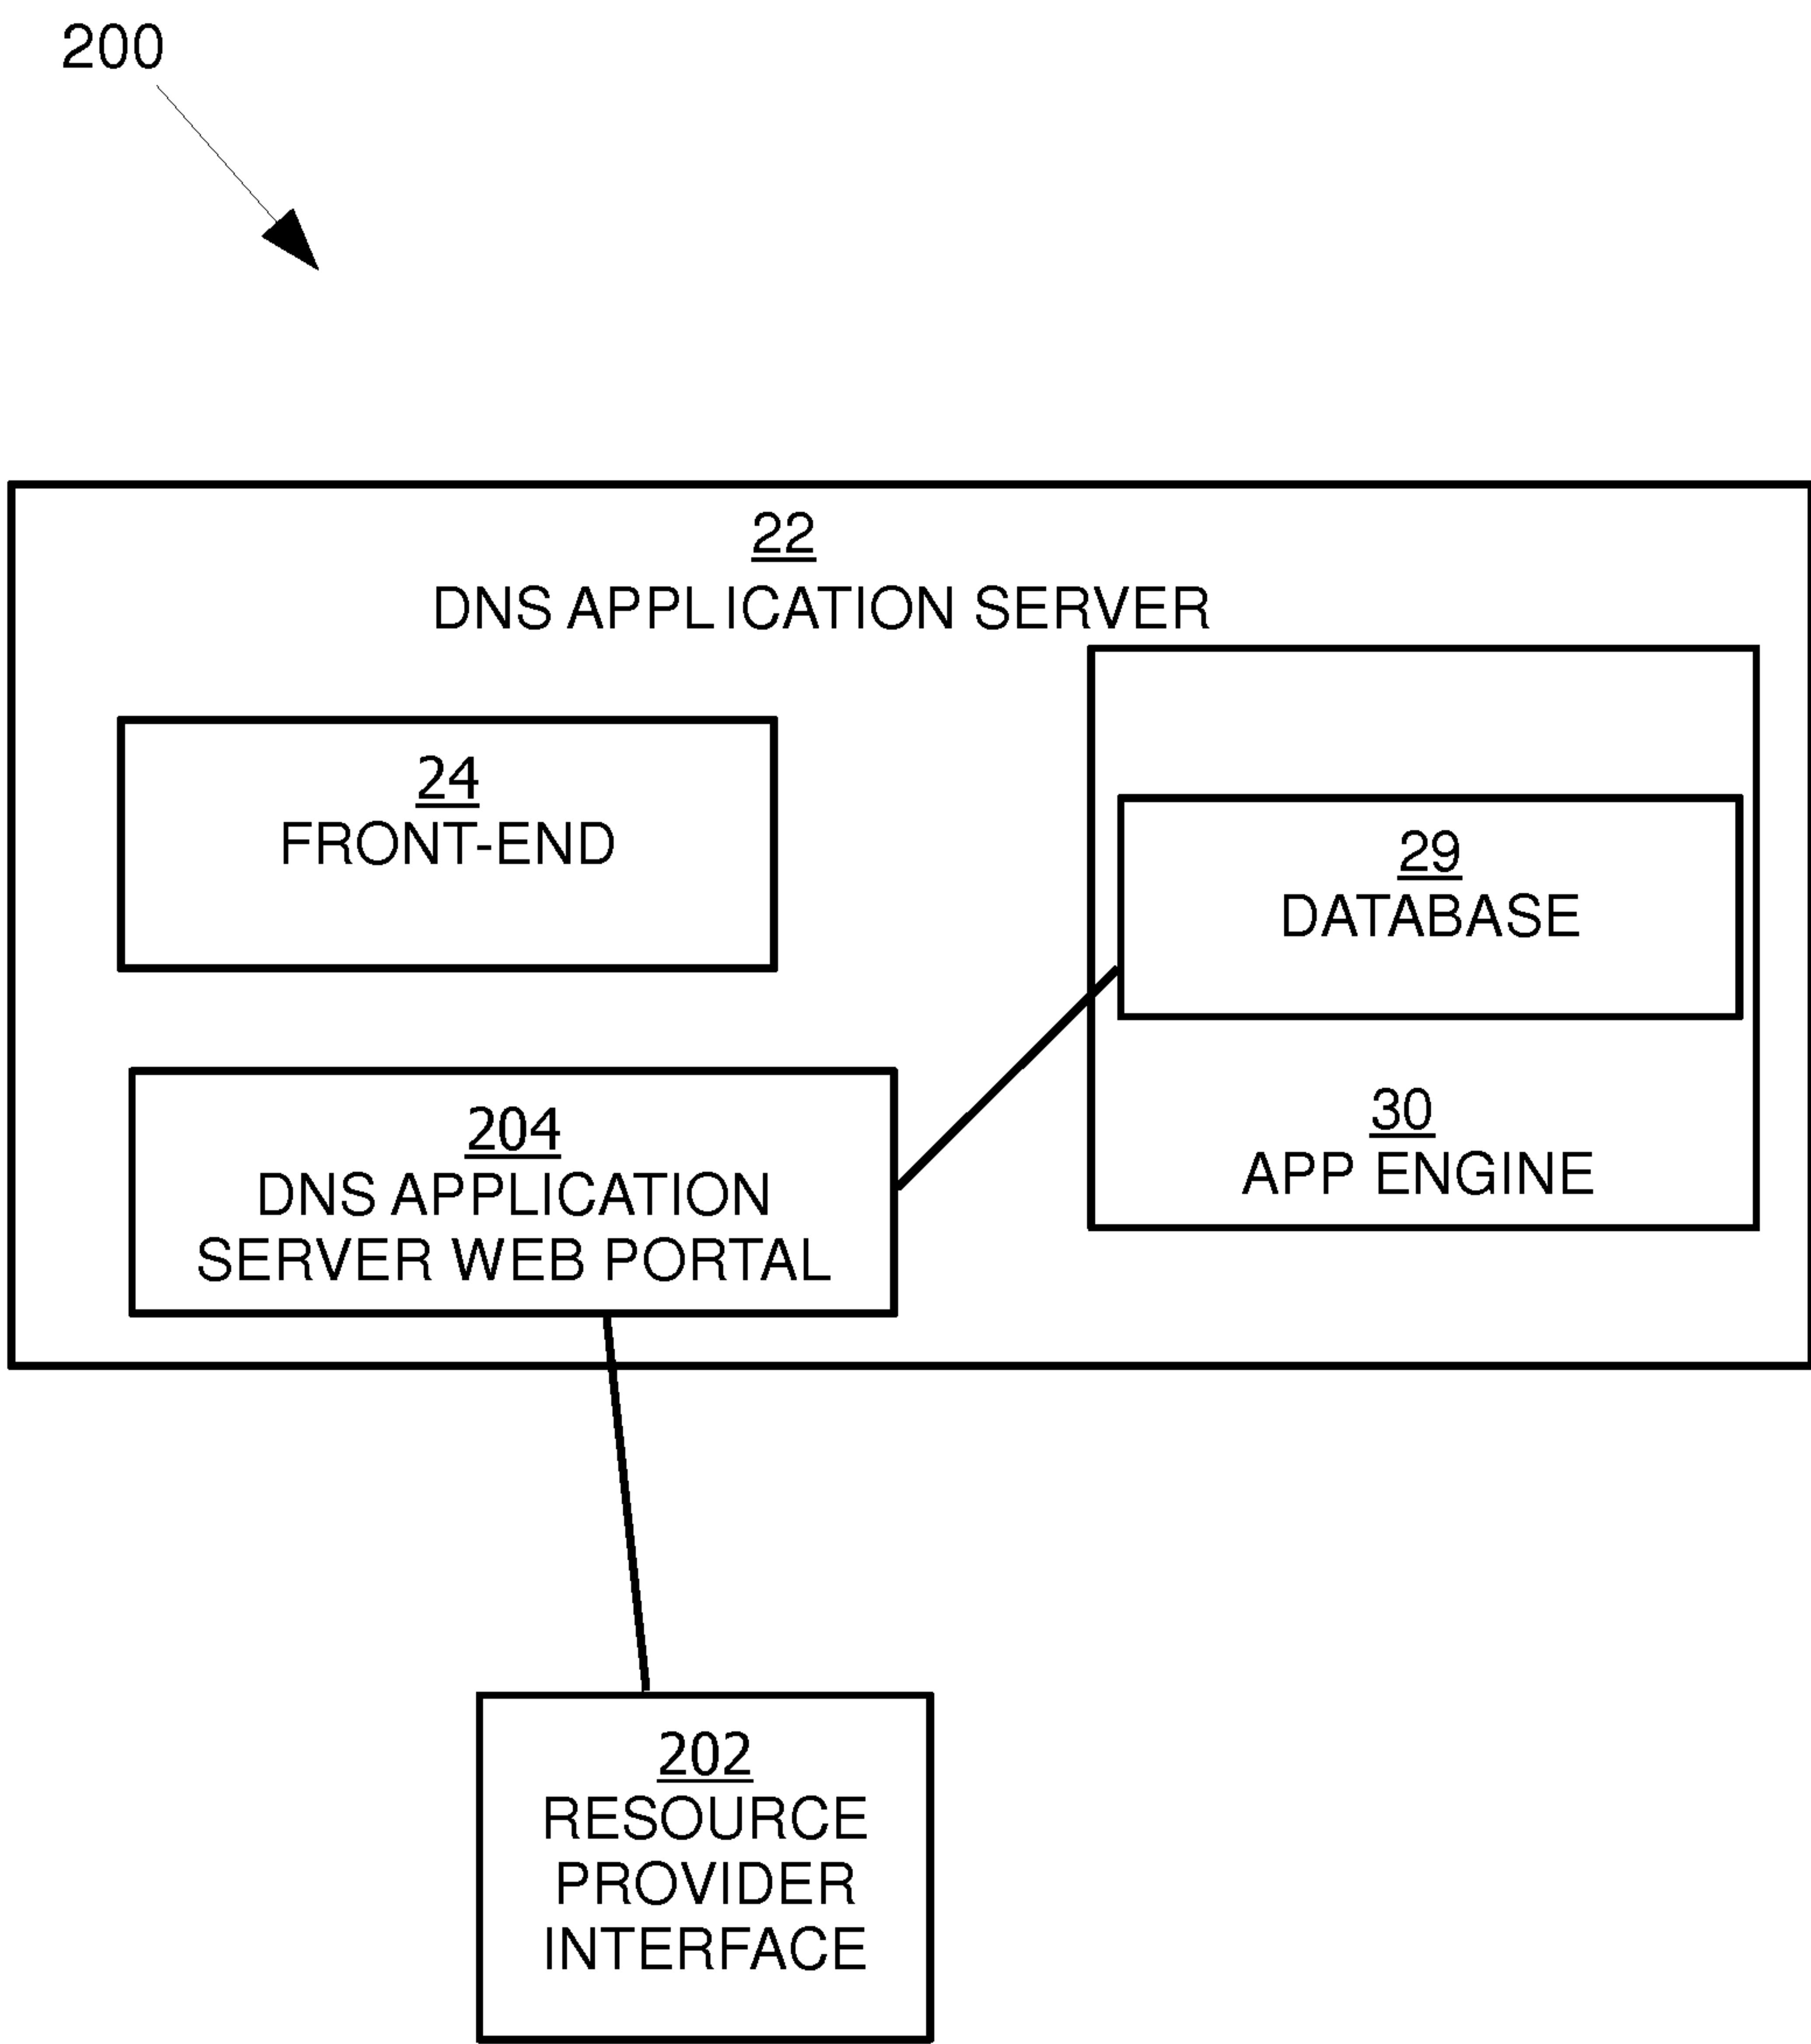 200
22
DNS APPLICATION SERVER
24
FRONT-END
29
DATABASE
204
DNS APPLICATION
SERVER WEB PORTAL
30
APP ENGINE
202
RESOURCE
PROVIDER
INTERFACE